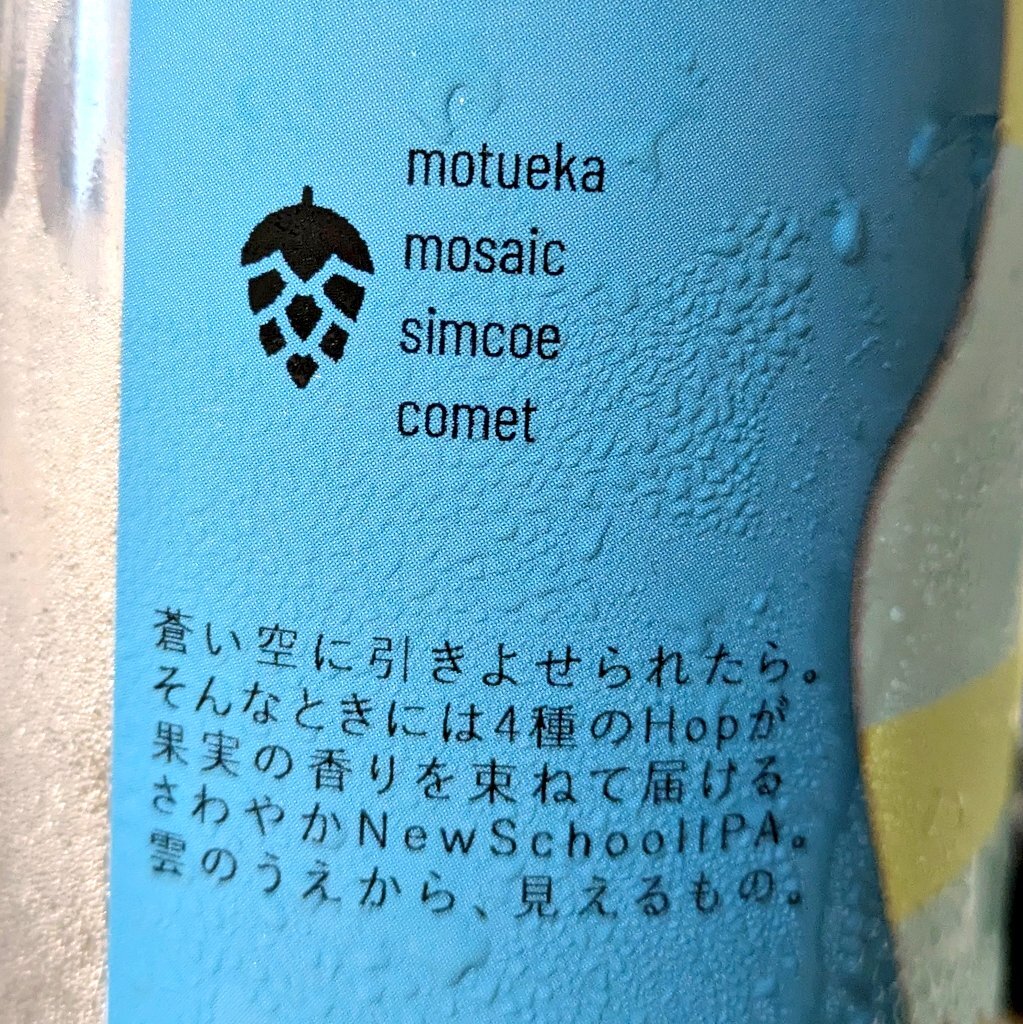 motueka
mosaic
simcoe
comet
蒼い空に引きよせられたら。
そんなときには4種のHopが
果実の香りを束ねて届ける
さわやかNewSchoolIPA。
雲のうえから、見えるもの。